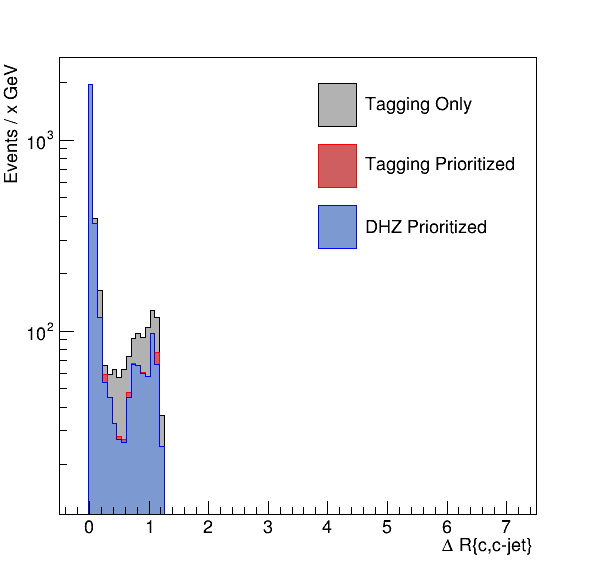 Events / x GeV
10³
10²
Tagging Only
Tagging Prioritized
DHZ Prioritized
0 1 2 3 4 5 6 7
Δ R{c,c-jet}